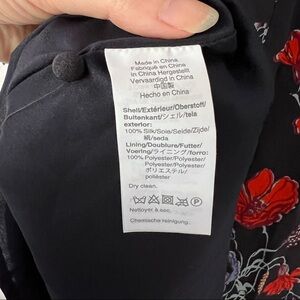 Made in China
Fabriqué en China
in China Hergestellt
Vervaardigd in China
中国製
Hecho en China
Shell/Extérieur/Oberstoff/
Buitenkant/シェル/tela
exterior:
100% Silk/Soie/Seide/Zijde/
絹/seda
Lining/Doublure/Futter/
Voering/ライニング/forro:
100% Polyester/Polyester/
Polyester/Polyester/
ポリエステル/
poliéster
Dry clean.
P
Nettoyer à sec.
Chemische reinigung.